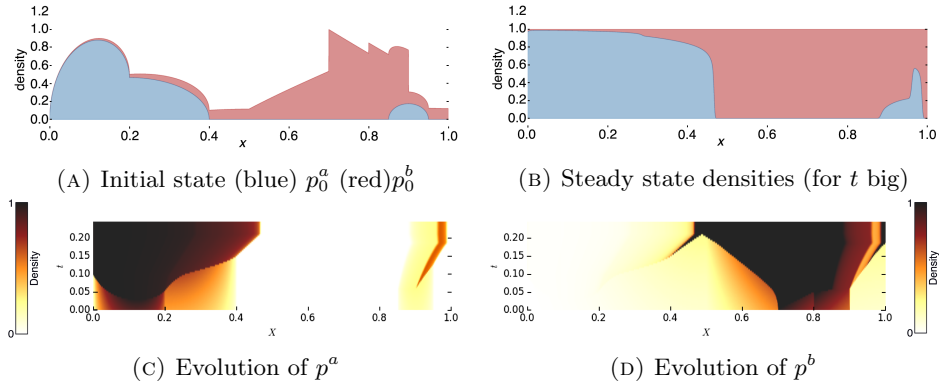 1.2
1.0
0.8
0.6
0.4
0.2
0.0
density
0.0 0.2 0.4 0.6 0.8 1.0
x
(A) Initial state (blue) p₀ᵃ (red)p₀ᵇ
1.2
1.0
0.8
0.6
0.4
0.2
0.0
density
0.0 0.2 0.4 0.6 0.8 1.0
x
(B) Steady state densities (for t big)
1
0
Density
0.20
0.15
0.10
0.05
0.00
t
0.0 0.2 0.4 0.6 0.8 1.0
X
(C) Evolution of pᵃ
0.20
0.15
0.10
0.05
0.00
t
0.0 0.2 0.4 0.6 0.8 1.0
X
1
0
Density
(D) Evolution of pᵇ